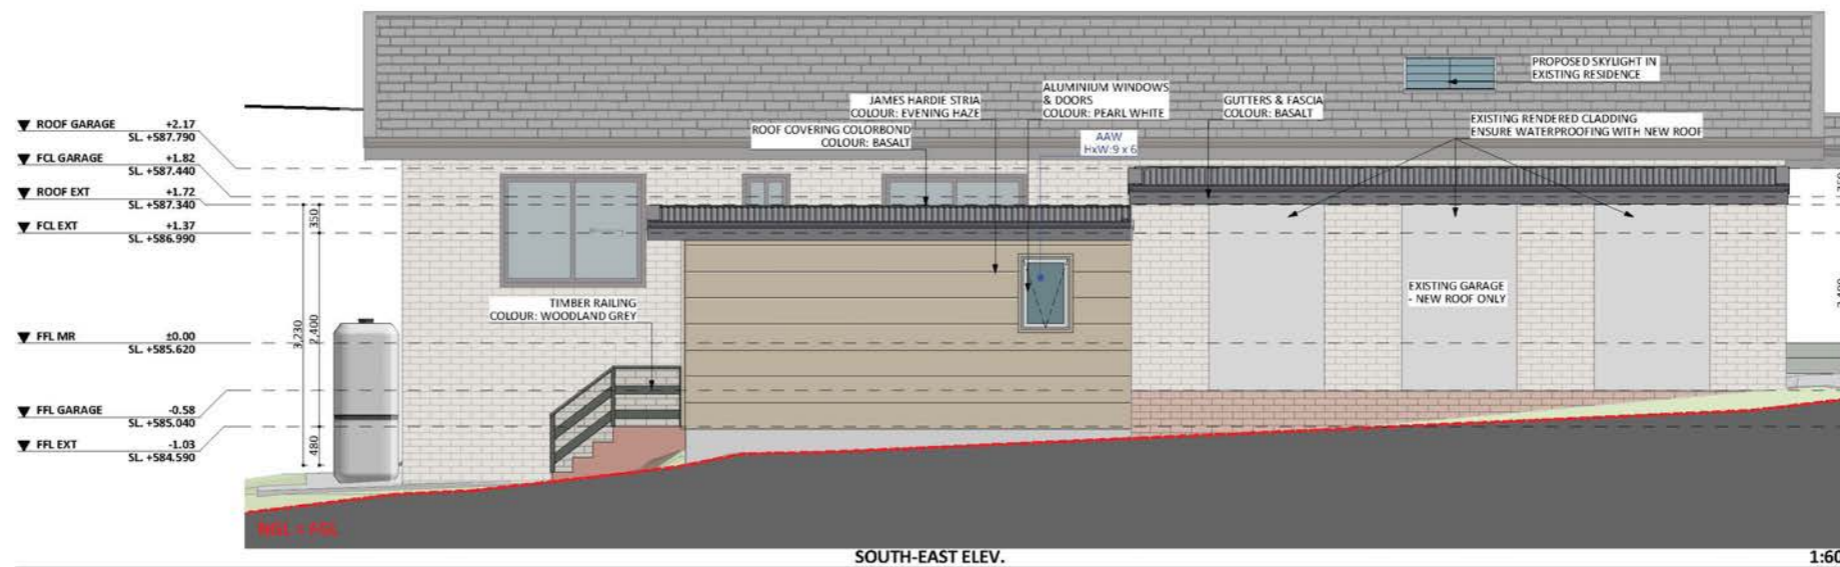 PROPOSED SKYLIGHT IN
EXISTING RESIDENCE
JAMES HARDIE STRIA
COLOUR: EVENING HAZE
ALUMINIUM WINDOWS
& DOORS
COLOUR: PEARL WHITE
GUTTERS & FASCIA
COLOUR: BASALT
ROOF COVERING COLORBOND
COLOUR: BASALT
AAW
HxW:9 x 6
EXISTING RENDERED CLADDING
ENSURE WATERPROOFING WITH NEW ROOF
ROOF GARAGE +2.17
SL. +587.790
FCL GARAGE +1.82
SL. +587.440
ROOF EXT +1.72
SL. +587.340
FCL EXT +1.37
SL. +586.990
FFL MR ±0.00
SL. +585.620
FFL GARAGE -0.58
SL. +585.040
FFL EXT -1.03
SL. +584.590
350
3,230
2,400
480
TIMBER RAILING
COLOUR: WOODLAND GREY
EXISTING GARAGE
- NEW ROOF ONLY
SOUTH-EAST ELEV.
1:60